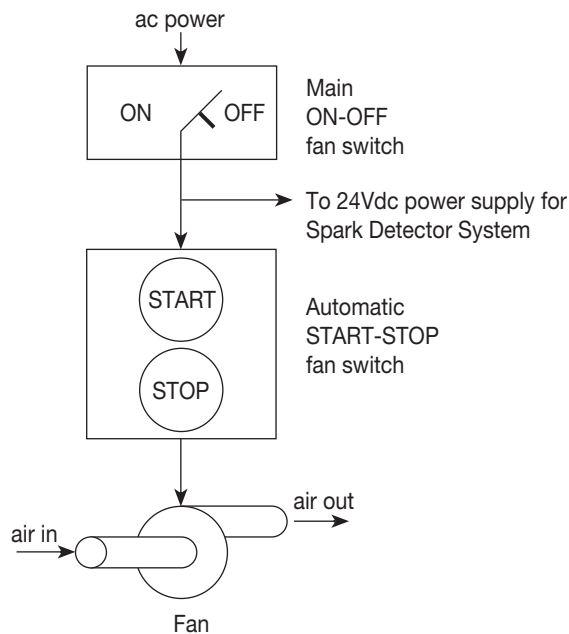 ac power
ON
OFF
Main
ON-OFF
fan switch
To 24Vdc power supply for
Spark Detector System
START
STOP
Automatic
START-STOP
fan switch
air in
air out
Fan